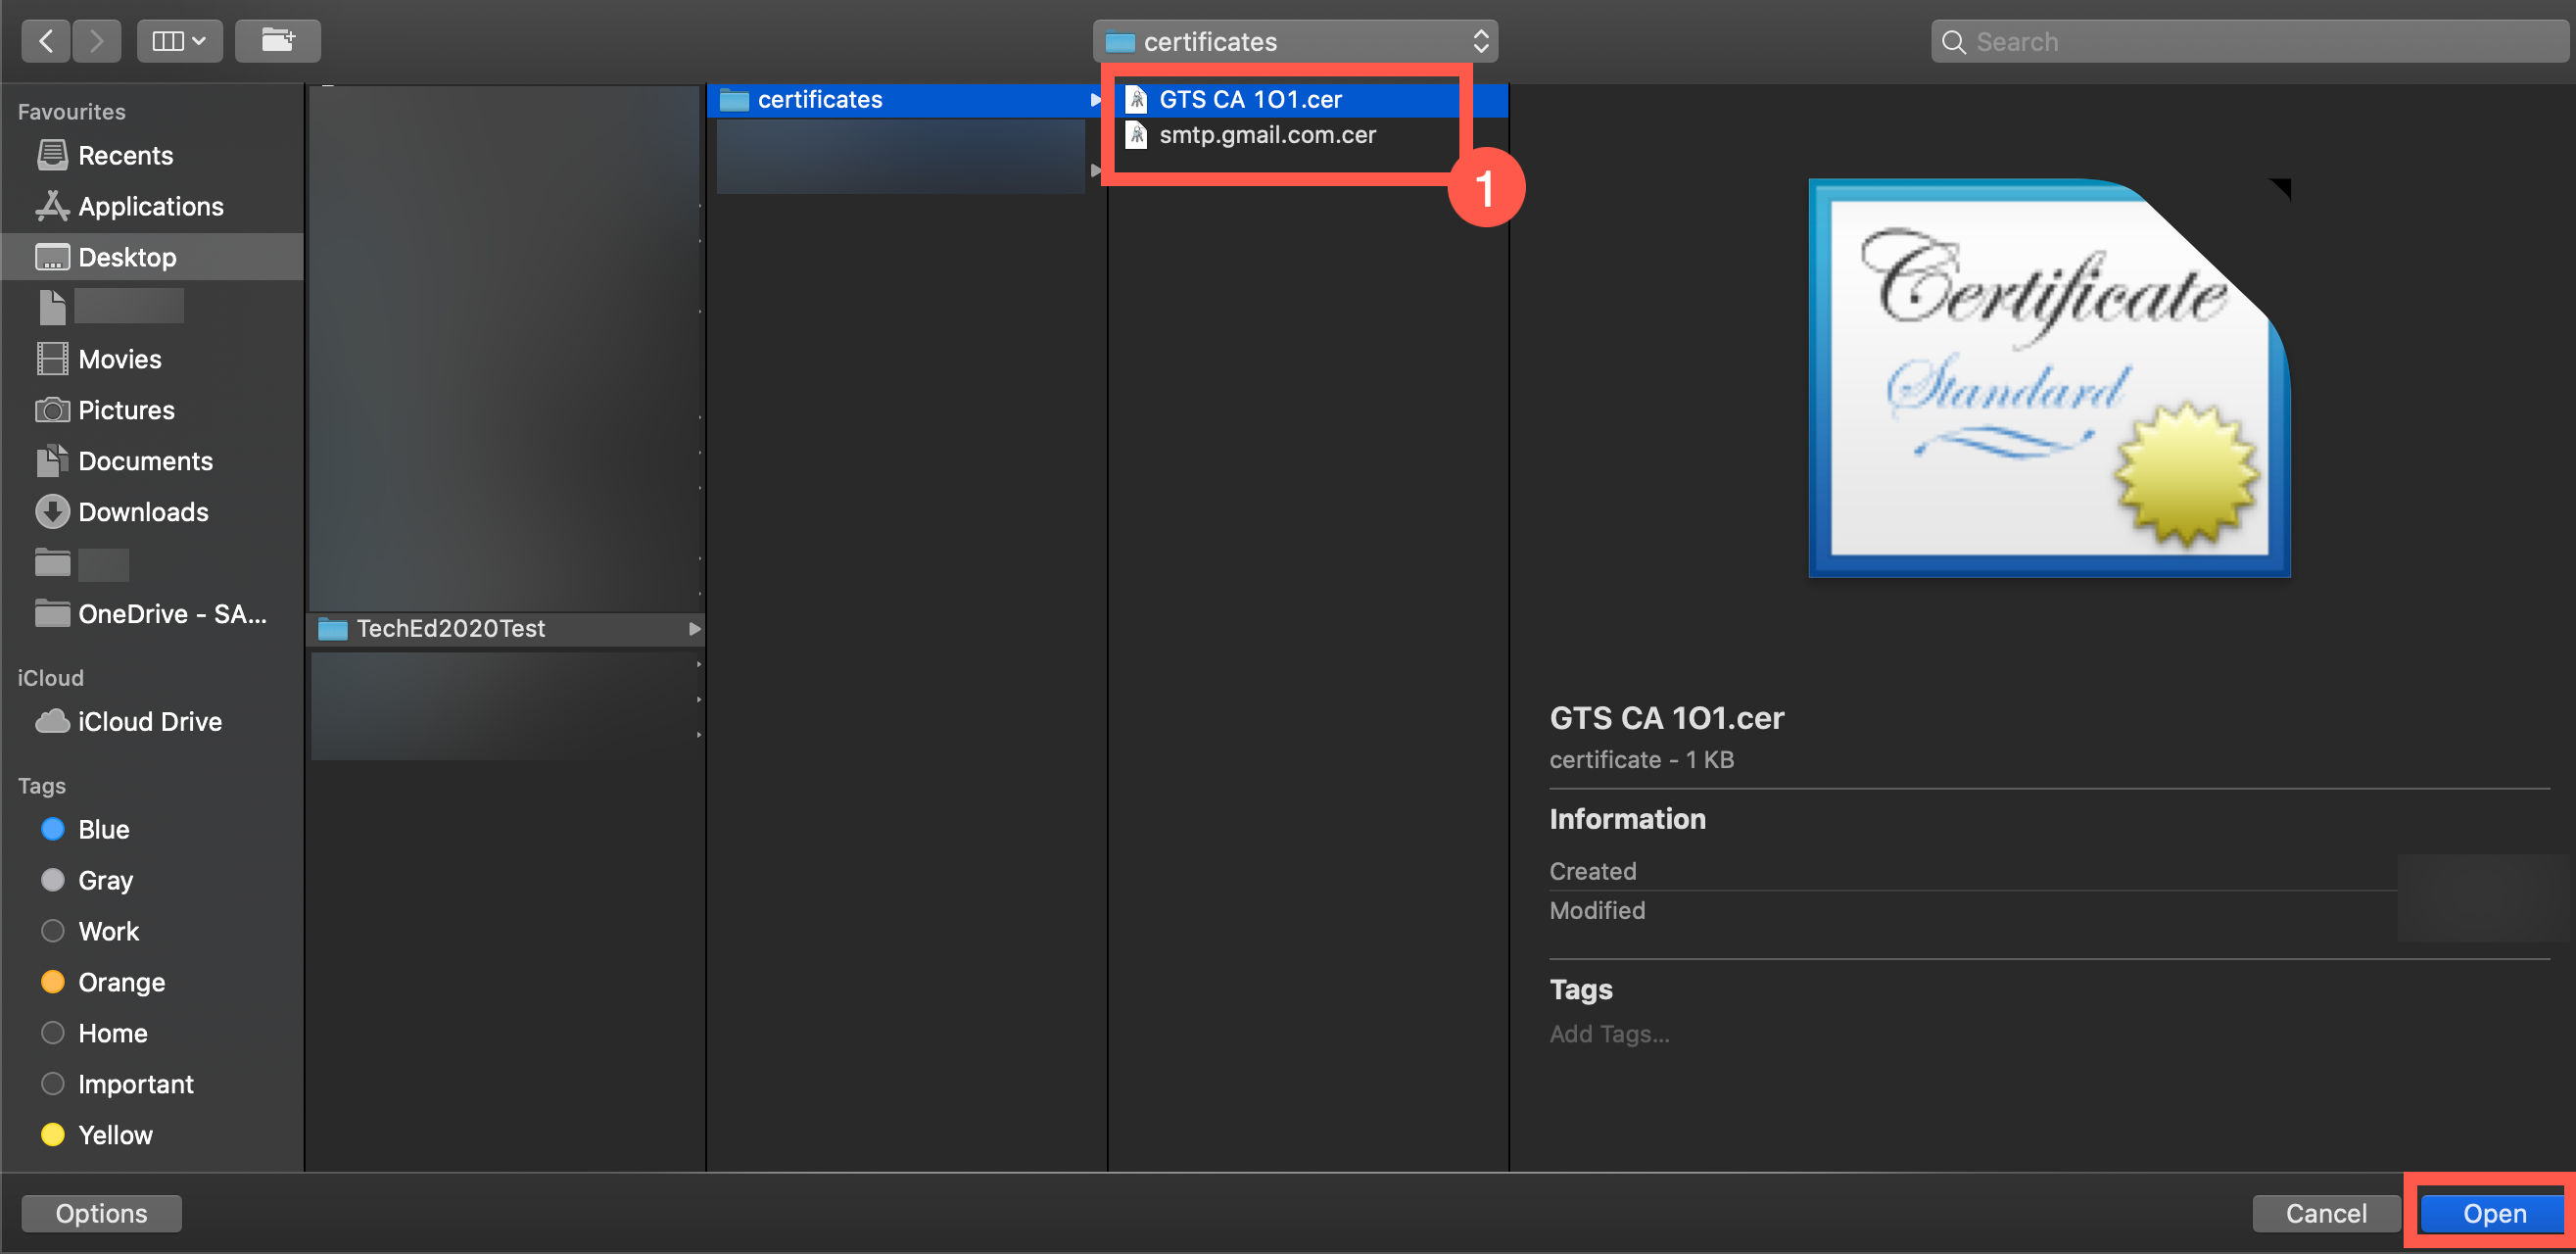 certificates
Search
Favourites
Recents
Applications
Desktop
Movies
Pictures
Documents
Downloads
OneDrive - SA...
iCloud
iCloud Drive
Tags
Blue
Gray
Work
Orange
Home
Important
Yellow
TechEd2020Test
certificates
GTS CA 1O1.cer
smtp.gmail.com.cer
1
Certificate
Standard
GTS CA 1O1.cer
certificate - 1 KB
Information
Created
Modified
Tags
Add Tags...
Options
Cancel
Open